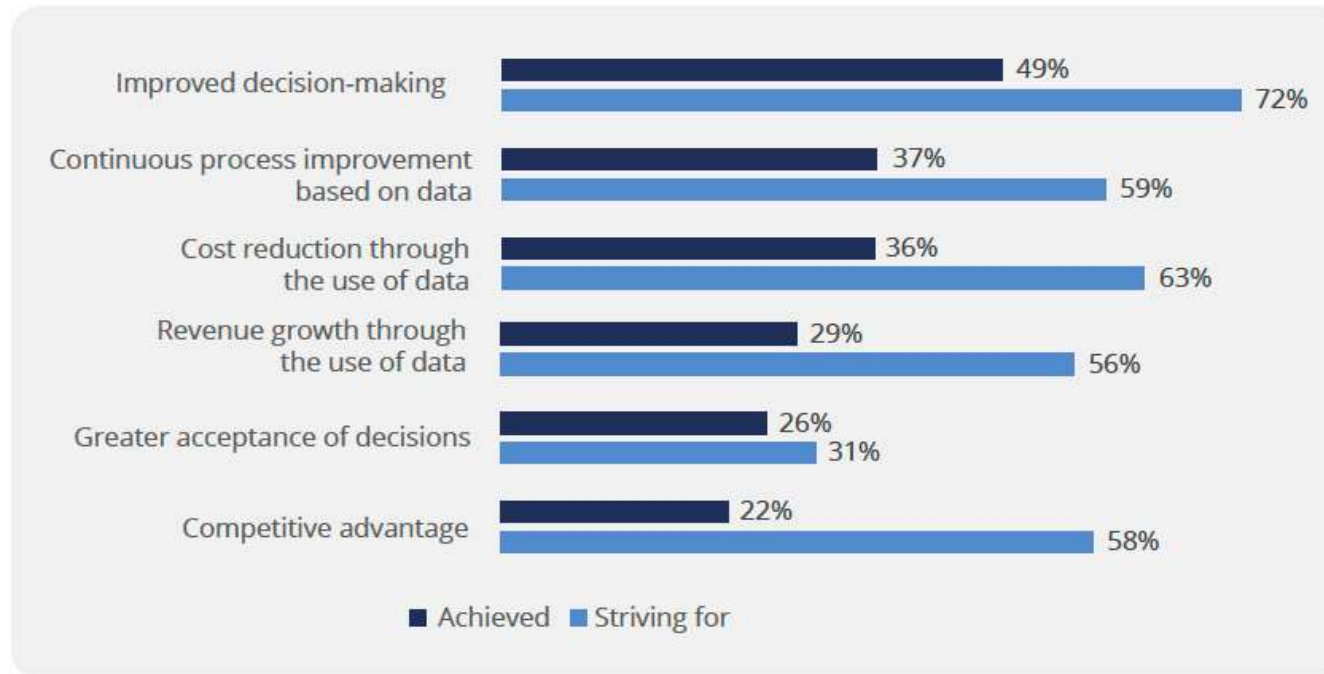 Improved decision-making
49%
72%
Continuous process improvement
based on data
37%
59%
Cost reduction through
the use of data
36%
63%
Revenue growth through
the use of data
29%
56%
Greater acceptance of decisions
26%
31%
Competitive advantage
22%
58%
Achieved Striving for